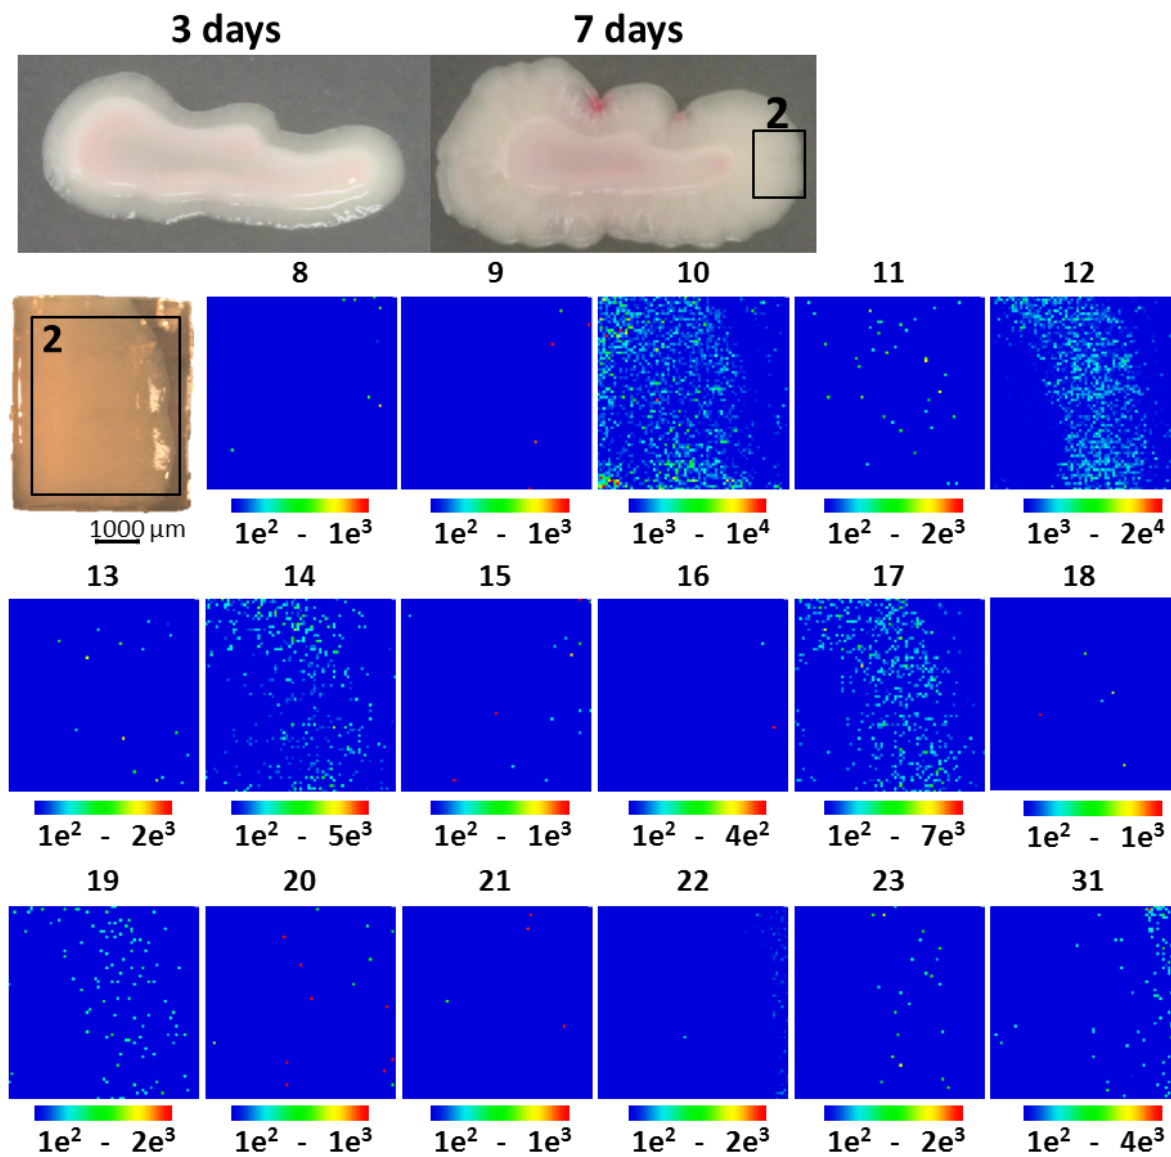 3 days 7 days
2
8 9 10 11 12
2
1000 µm
1e² - 1e³ 1e² - 1e³ 1e³ - 1e⁴ 1e² - 2e³ 1e³ - 2e⁴
13 14 15 16 17 18
1e² - 2e³ 1e² - 5e³ 1e² - 1e³ 1e² - 4e² 1e² - 7e³ 1e² - 1e³
19 20 21 22 23 31
1e² - 2e³ 1e² - 1e³ 1e² - 1e³ 1e² - 2e³ 1e² - 2e³ 1e² - 4e³